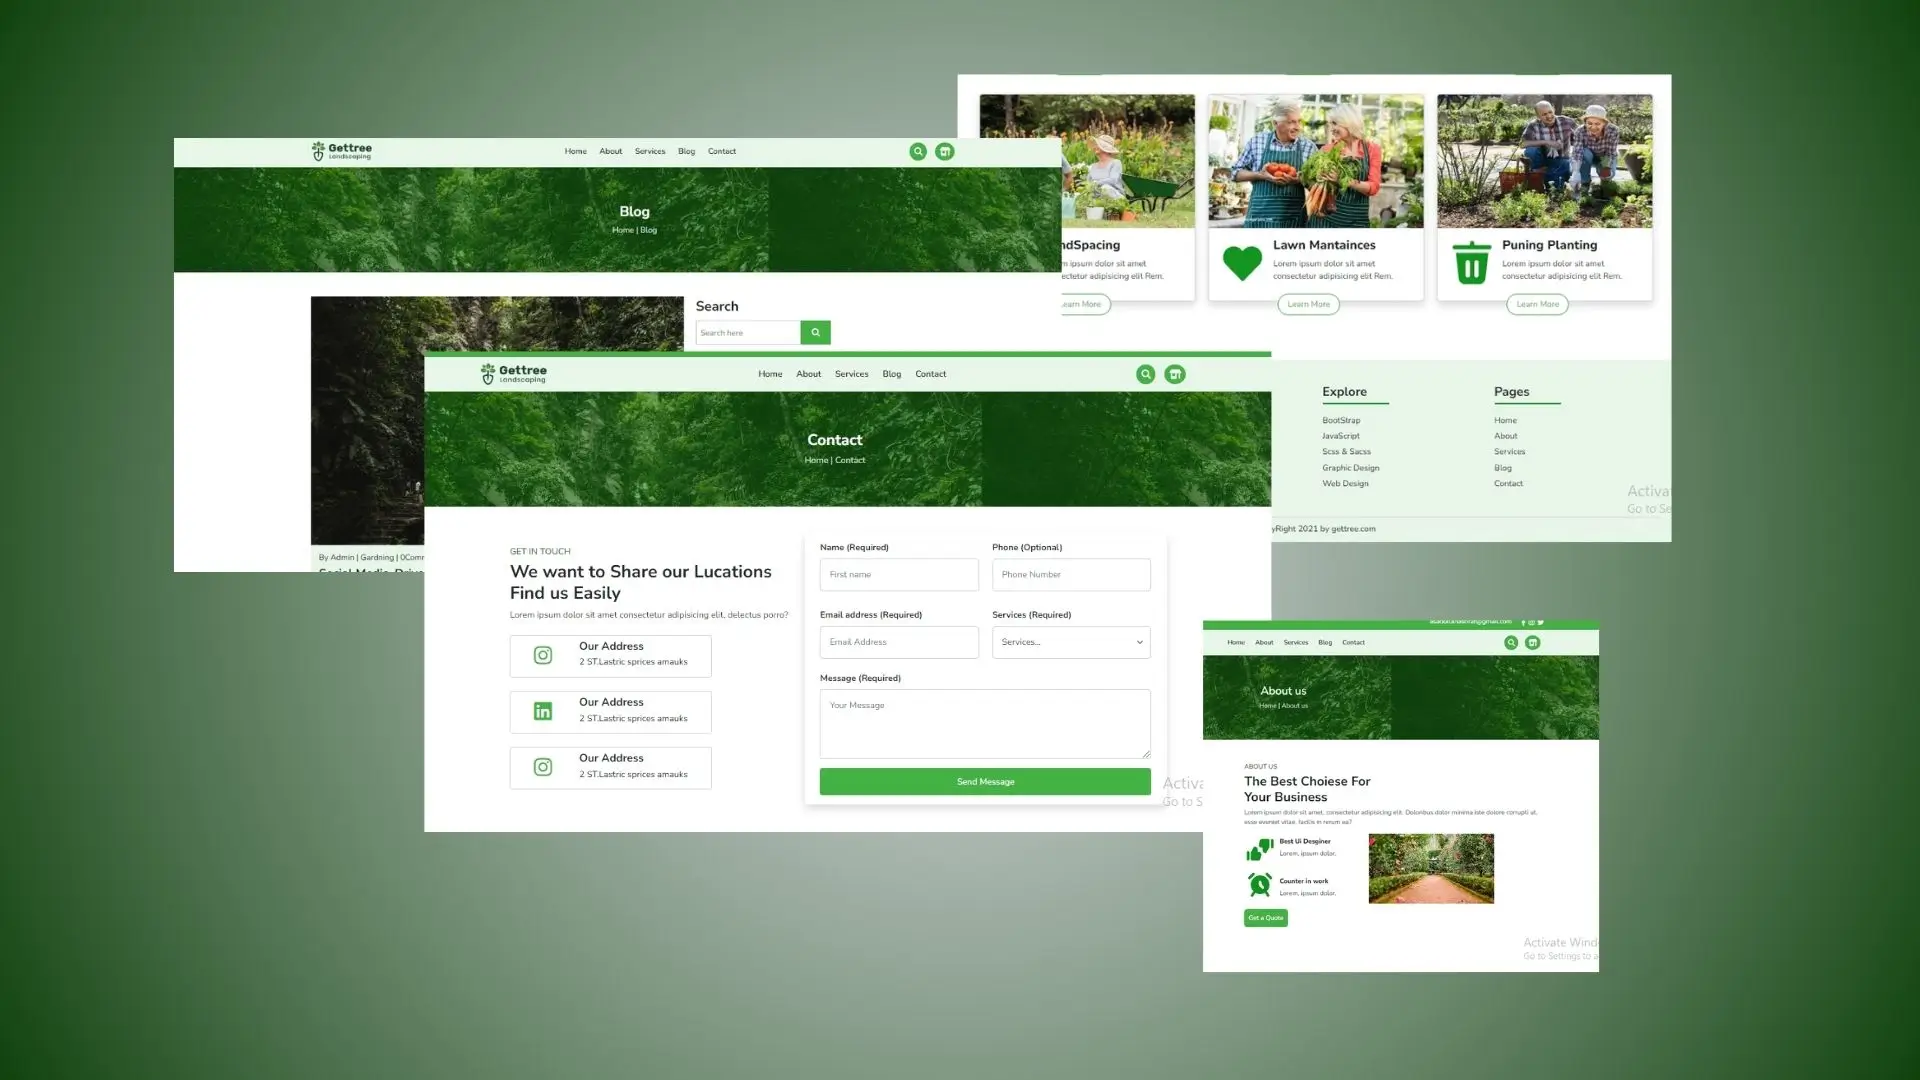 Gettree
Landscaping
Home About Services Blog Contact
Blog
Home | Blog
Search
Search here
By Admin | Gardning | 0Comm
ndSpacing
m ipsum dolor sit amet
sectetur adipisicing elit Rem.
earn More
Lawn Mantainces
Lorem ipsum dolor sit amet
consectetur adipisicing elit Rem.
Learn More
Puning Planting
Lorem ipsum dolor sit amet
consectetur adipisicing elit Rem.
Learn More
Explore
BootStrap
JavaScript
Scss & Sacss
Graphic Design
Web Design
Pages
Home
About
Services
Blog
Contact
Activa
Go to Se
yRight 2021 by gettree.com
Gettree
Landscaping
Home About Services Blog Contact
Contact
Home | Contact
GET IN TOUCH
We want to Share our Lucations
Find us Easily
Lorem ipsum dolor sit amet consectetur adipisicing elit, delectus porro?
Our Address
2 ST.Lastric sprices amauks
Our Address
2 ST.Lastric sprices amauks
Our Address
2 ST.Lastric sprices amauks
Name (Required)
First name
Phone (Optional)
Phone Number
Email address (Required)
Email Address
Services (Required)
Services...
Message (Required)
Your Message
Send Message
Activa
Go to S
Home About Services Blog Contact
About us
Home | About us
ABOUT US
The Best Choiese For
Your Business
Lorem ipsum dolor sit amet, consectetur adipisicing elit. Doloribus dolor minima iste dolore corrupti at,
esse eveniet vitae, facilis in rerum ea?
Best Ui Desginer
Lorem, ipsum dolor.
Counter in work
Lorem, ipsum dolor.
Get a Quote
Activate Wind
Go to Settings to a